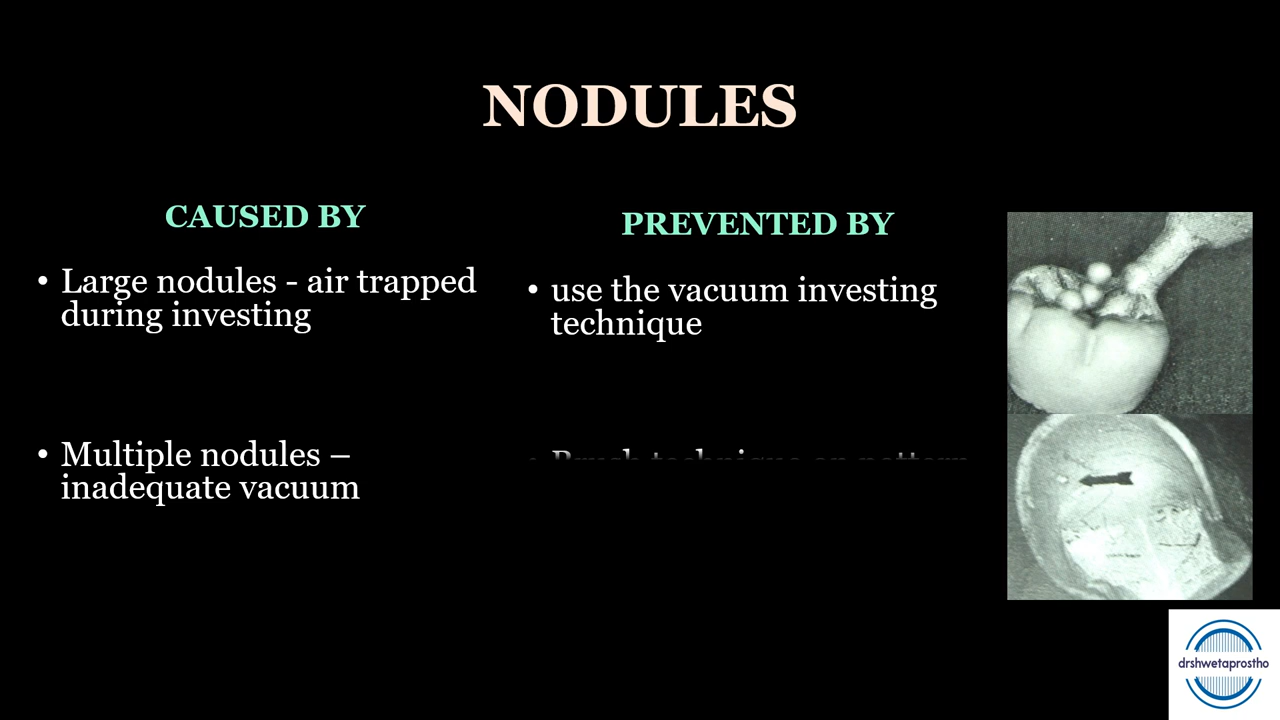 NODULES
CAUSED BY
• Large nodules - air trapped
during investing
• Multiple nodules –
inadequate vacuum
PREVENTED BY
• use the vacuum investing
technique
drshwetaprostho